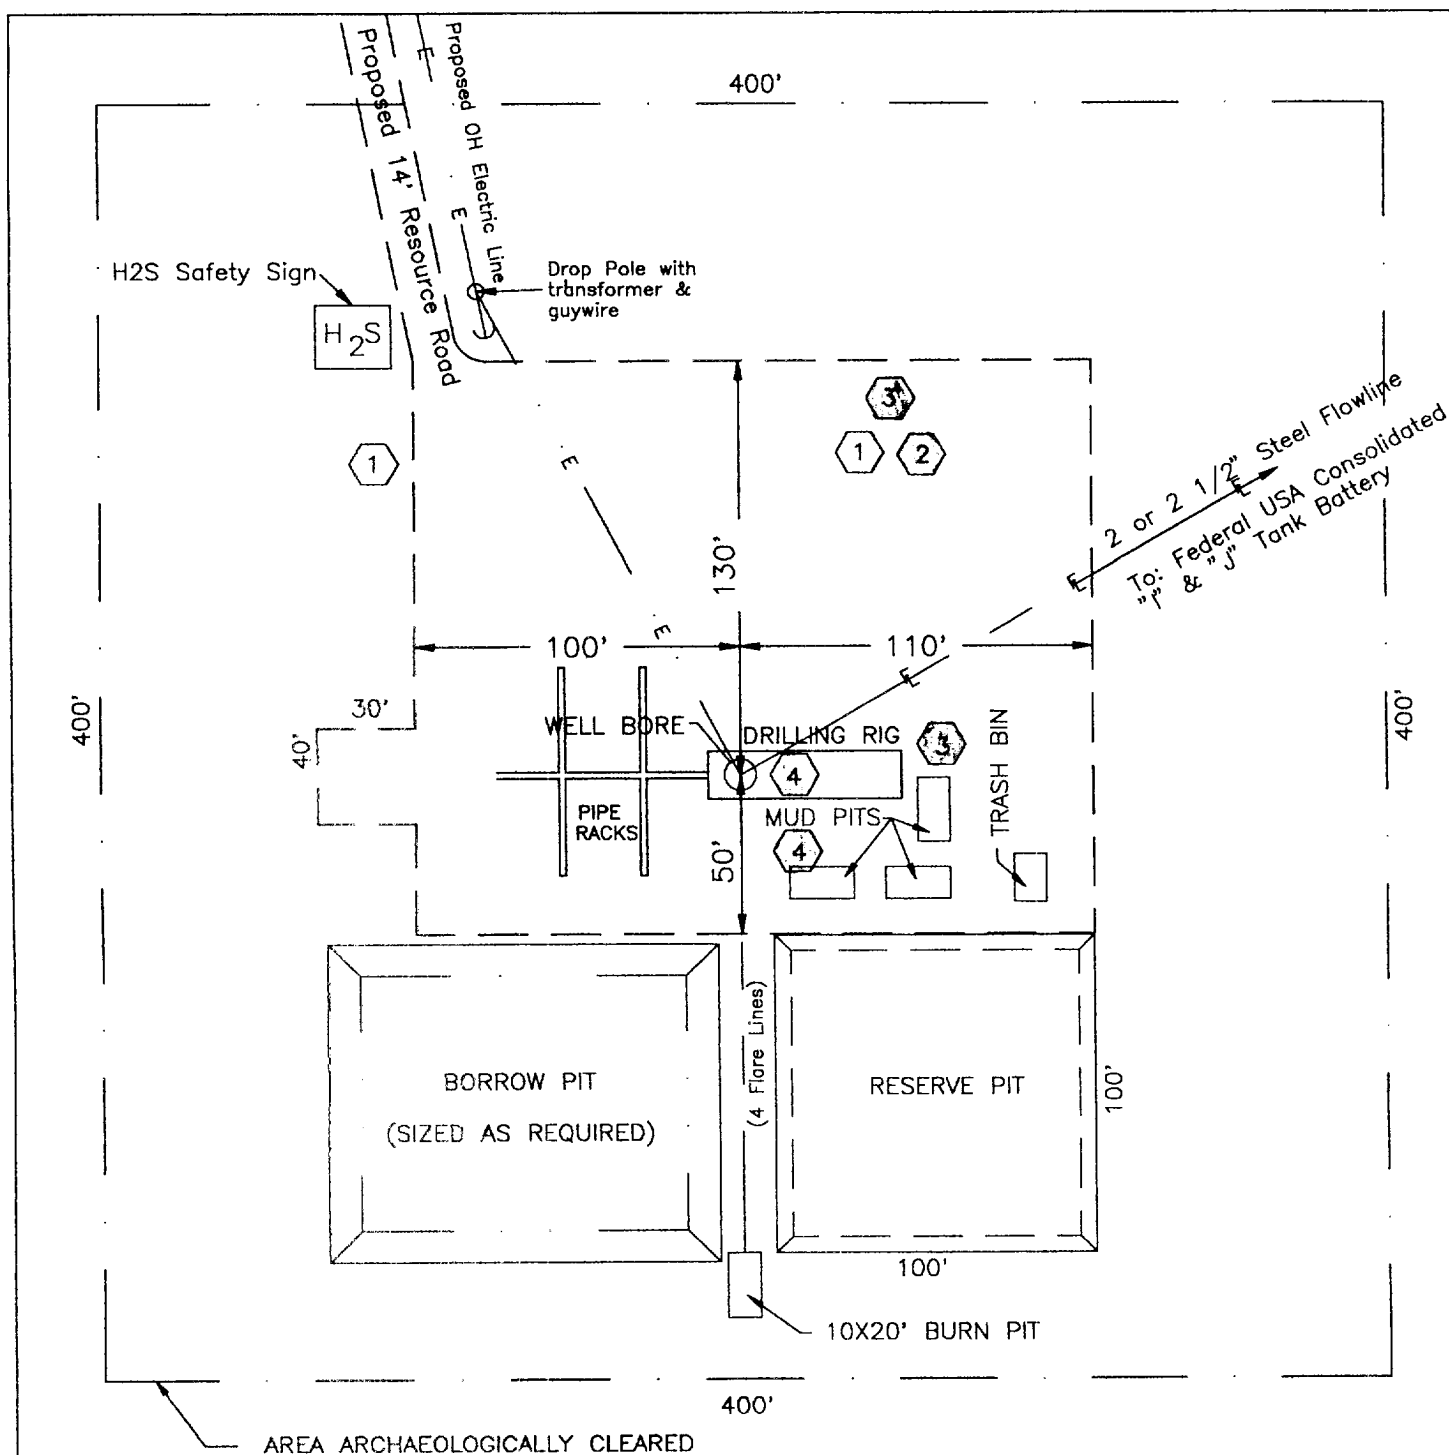 400'
Proposed 14' Resource Road
E
Proposed OH Electric Line
E
H2S Safety Sign
H2S
Drop Pole with
transformer &
guywire
3
1
1
2
E
2 or 2 1/2" Steel Flowline
To: Federal USA Consolidated
"I" & "J" Tank Battery
130'
E
100'
110'
400'
400'
30'
40'
WELL BORE
DRILLING RIG
3
4
PIPE
RACKS
MUD PITS
TRASH BIN
4
50'
(4 Flare Lines)
BORROW PIT
(SIZED AS REQUIRED)
RESERVE PIT
100'
100'
10X20' BURN PIT
400'
AREA ARCHAEOLOGICALLY CLEARED